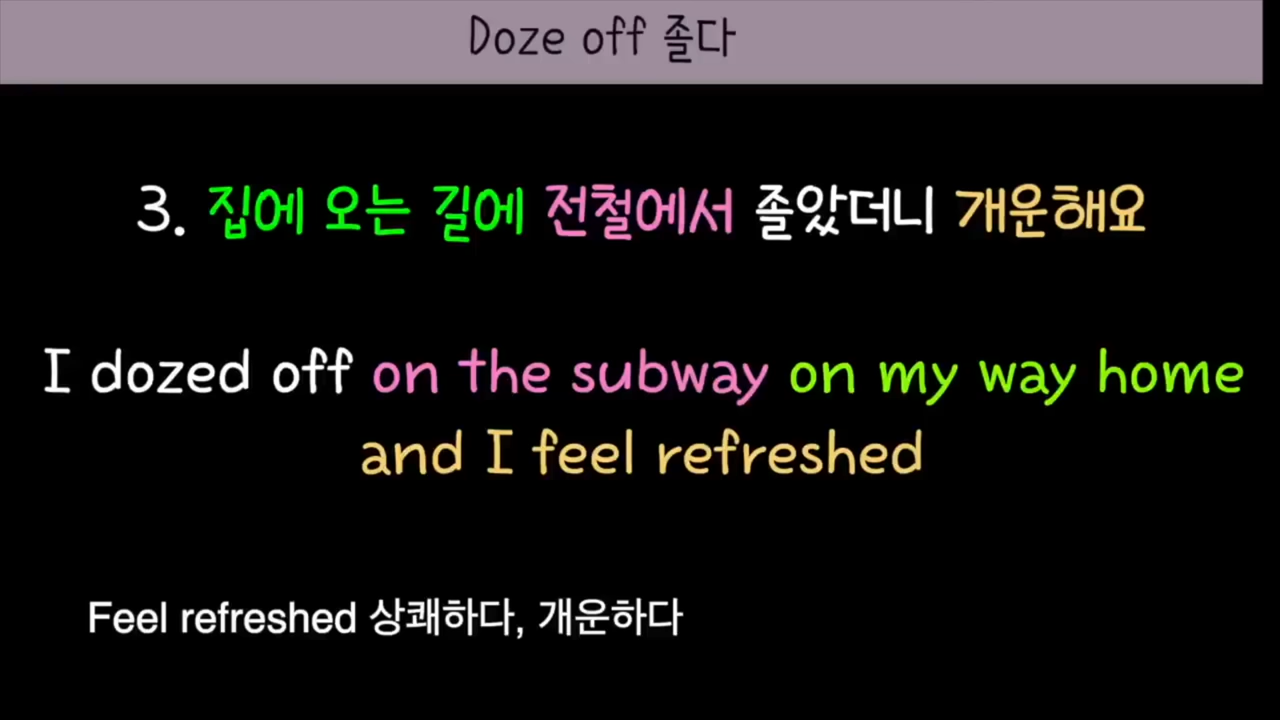 Doze off 졸다
3. 집에 오는 길에 전철에서 졸았더니 개운해요
I dozed off on the subway on my way home
and I feel refreshed
Feel refreshed 상쾌하다, 개운하다